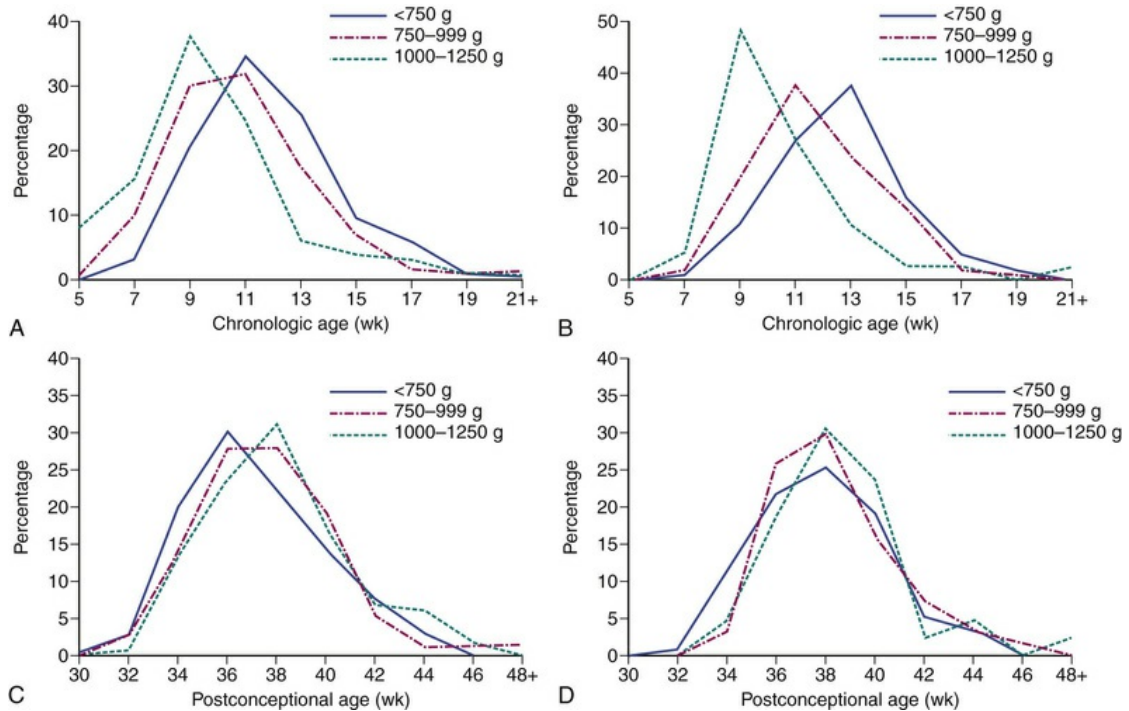 40
30
20
10
0
Percentage
<750 g
750–999 g
1000–1250 g
5 7 9 11 13 15 17 19 21+
Chronologic age (wk)
A
50
40
30
20
10
0
Percentage
<750 g
750–999 g
1000–1250 g
5 7 9 11 13 15 17 19 21+
Chronologic age (wk)
B
40
35
30
25
20
15
10
5
0
Percentage
<750 g
750–999 g
1000–1250 g
30 32 34 36 38 40 42 44 46 48+
Postconceptional age (wk)
C
40
35
30
25
20
15
10
5
0
Percentage
<750 g
750–999 g
1000–1250 g
30 32 34 36 38 40 42 44 46 48+
Postconceptional age (wk)
D